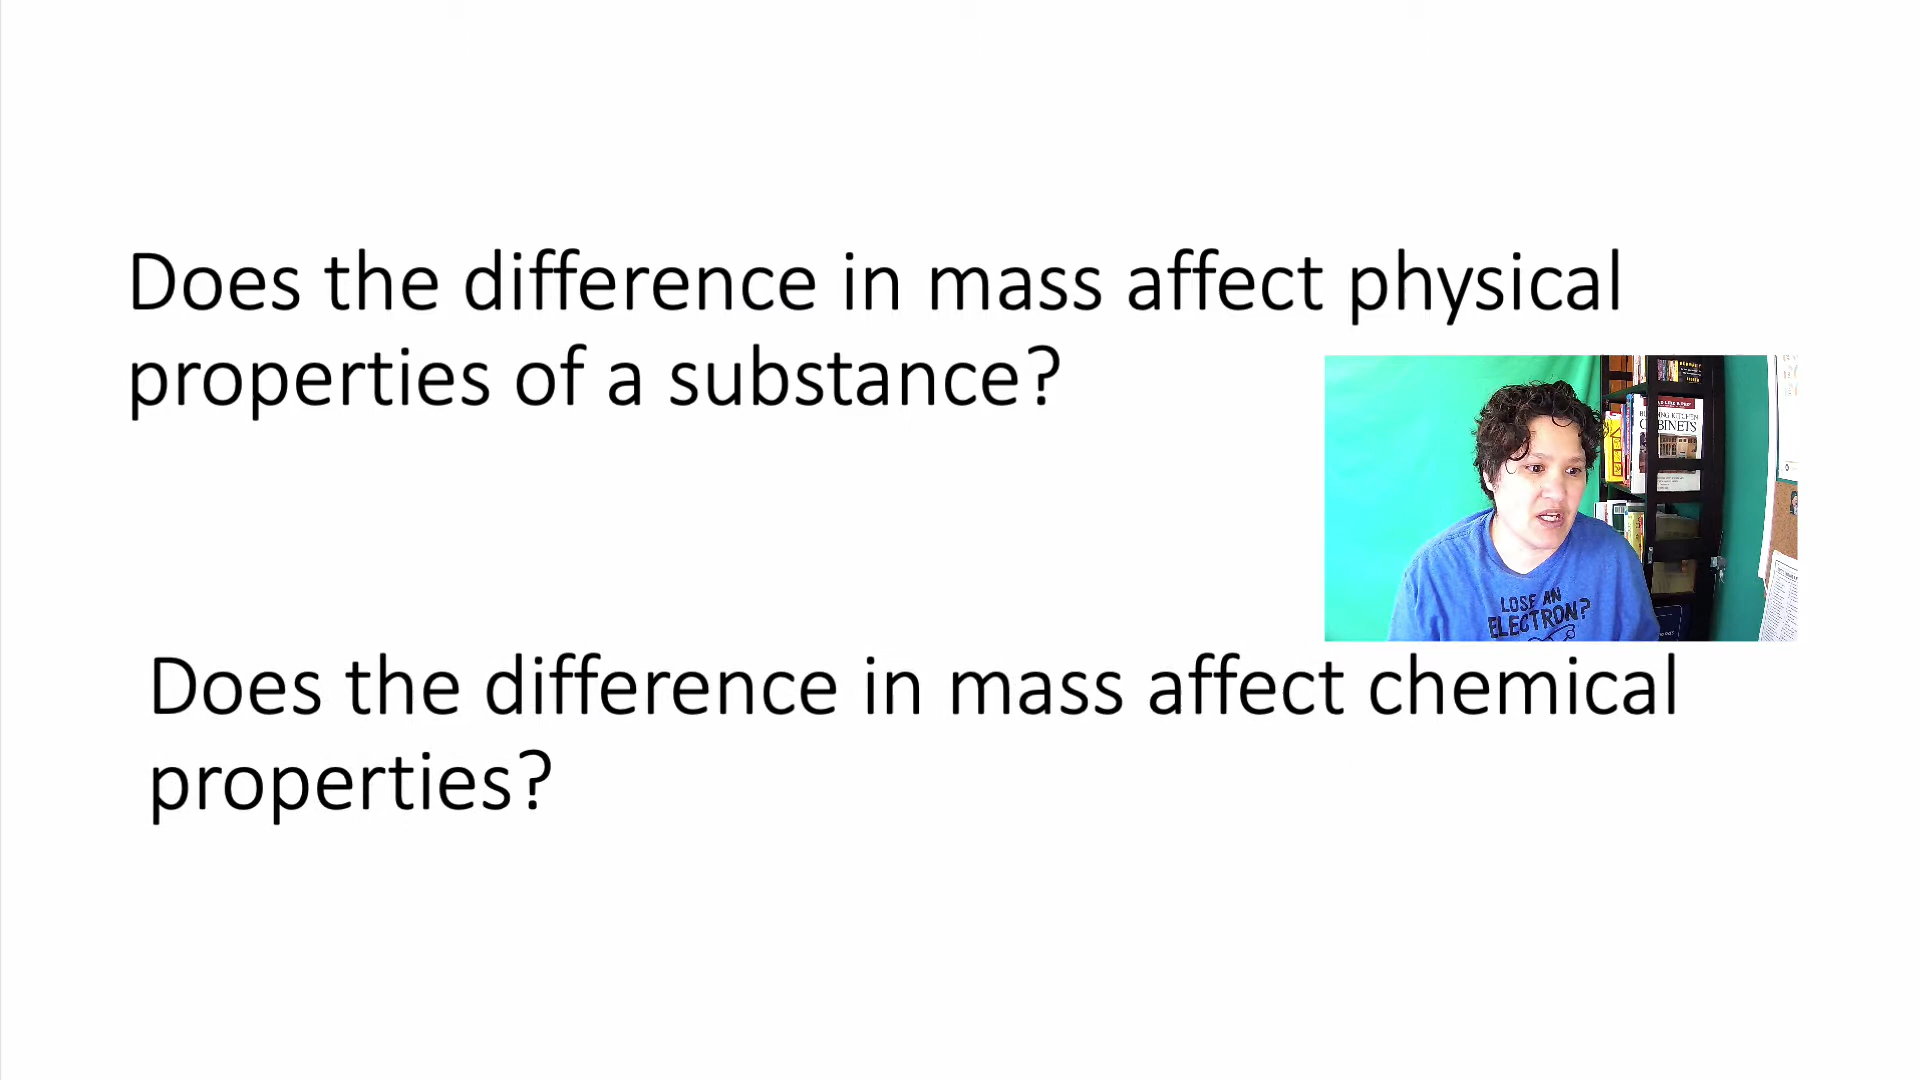 Does the difference in mass affect physical
properties of a substance?
CABINETS
LOSE AN
ELECTRON?
Does the difference in mass affect chemical
properties?